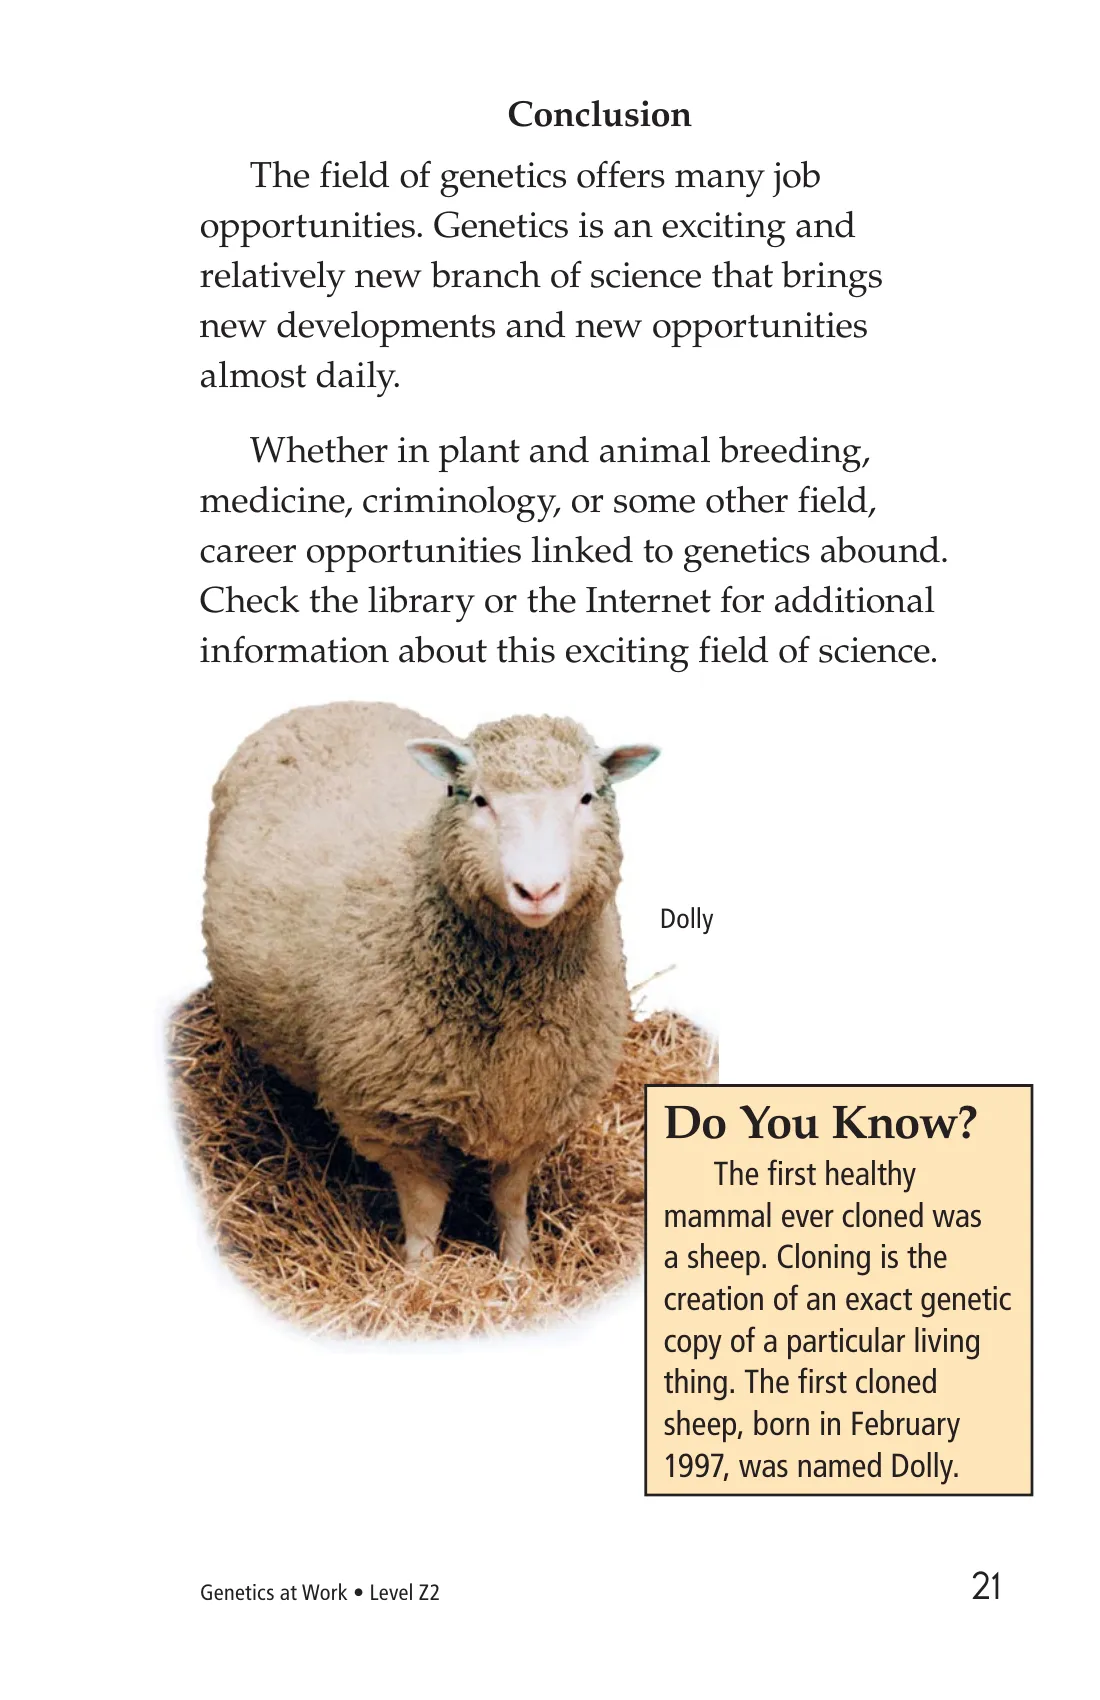 Conclusion
The field of genetics offers many job
opportunities. Genetics is an exciting and
relatively new branch of science that brings
new developments and new opportunities
almost daily.
Whether in plant and animal breeding,
medicine, criminology, or some other field,
career opportunities linked to genetics abound.
Check the library or the Internet for additional
information about this exciting field of science.
Dolly
Do You Know?
The first healthy
mammal ever cloned was
a sheep. Cloning is the
creation of an exact genetic
copy of a particular living
thing. The first cloned
sheep, born in February
1997, was named Dolly.
Genetics at Work • Level Z2
21